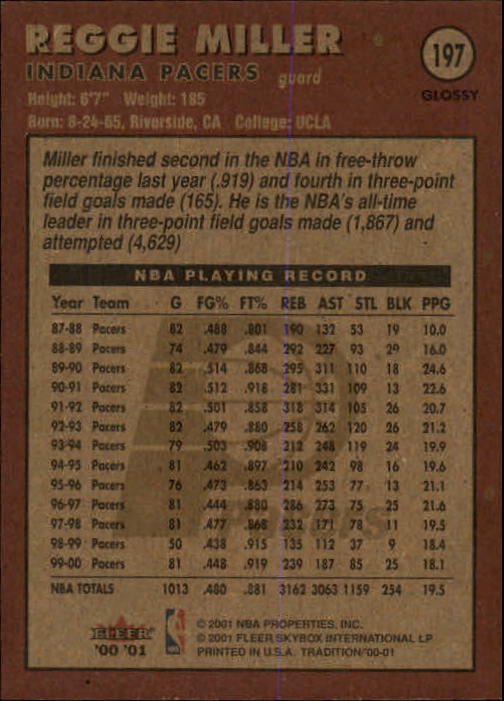 REGGIE MILLER
197
INDIANA PACERS guard
GLOSSY
Height: 6'7" Weight: 185
Born: 8-24-65, Riverside, CA College: UCLA
Miller finished second in the NBA in free-throw
percentage last year (.919) and fourth in three-point
field goals made (165). He is the NBA's all-time
leader in three-point field goals made (1,867) and
attempted (4,629)
NBA PLAYING RECORD
Year Team G FG% FT% REB AST STL BLK PPG
87-88 Pacers 82 .488 .801 190 132 53 19 10.0
88-89 Pacers 74 .479 .844 292 227 93 29 16.0
89-90 Pacers 82 .514 .868 295 311 110 18 24.6
90-91 Pacers 82 .512 .918 281 331 109 13 22.6
91-92 Pacers 82 .501 .858 318 314 105 26 20.7
92-93 Pacers 82 .479 .880 258 262 120 26 21.2
93-94 Pacers 79 .503 .908 212 248 119 24 19.9
94-95 Pacers 81 .462 .897 210 242 98 16 19.6
95-96 Pacers 76 .473 .863 214 253 77 13 21.1
96-97 Pacers 81 .444 .880 286 273 75 25 21.6
97-98 Pacers 81 .477 .868 232 171 78 11 19.5
98-99 Pacers 50 .438 .915 135 112 37 9 18.4
99-00 Pacers 81 .448 .919 239 187 85 25 18.1
NBA TOTALS 1013 .480 .881 3162 3063 1159 254 19.5
FLEER
'00 '01
© 2001 NBA PROPERTIES, INC.
© 2001 FLEER SKYBOX INTERNATIONAL LP
PRINTED IN U.S.A. TRADITION/'00-01